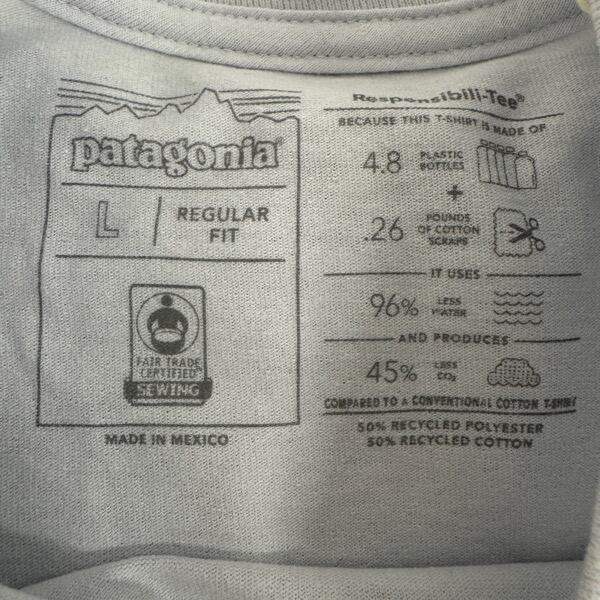 patagonia®
L
REGULAR
FIT
FAIR TRADE
CERTIFIED
SEWING
MADE IN MEXICO
Responsibili-Tee®
BECAUSE THIS T-SHIRT IS MADE OF
4.8 PLASTIC
BOTTLES
+
.26 POUNDS
OF COTTON
SCRAPS
IT USES
96% LESS
WATER
AND PRODUCES
45% LESS
CO₂
COMPARED TO A CONVENTIONAL COTTON T-SHIRT
50% RECYCLED POLYESTER
50% RECYCLED COTTON